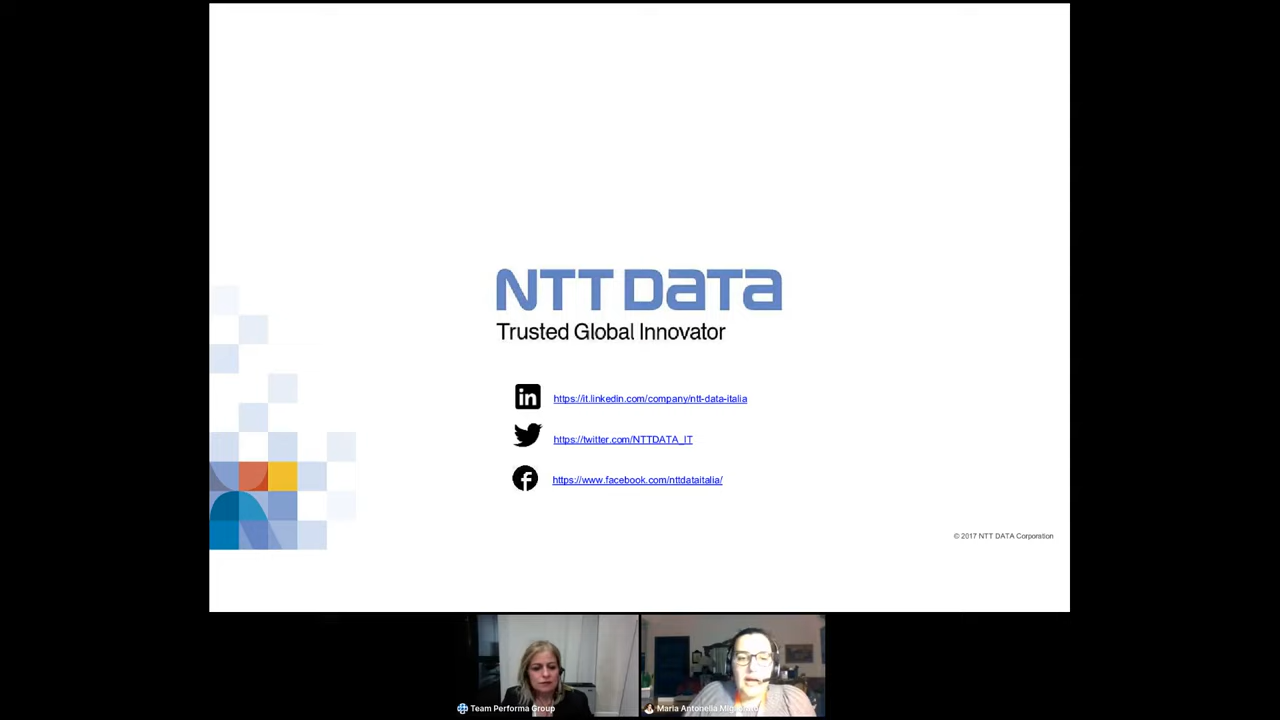 NTT DATA
Trusted Global Innovator
in
https://it.linkedin.com/company/ntt-data-italia
https://twitter.com/NTTDATA_IT
https://www.facebook.com/nttdataitalia/
© 2017 NTT DATA Corporation
Team Performa Group
Maria Antonella